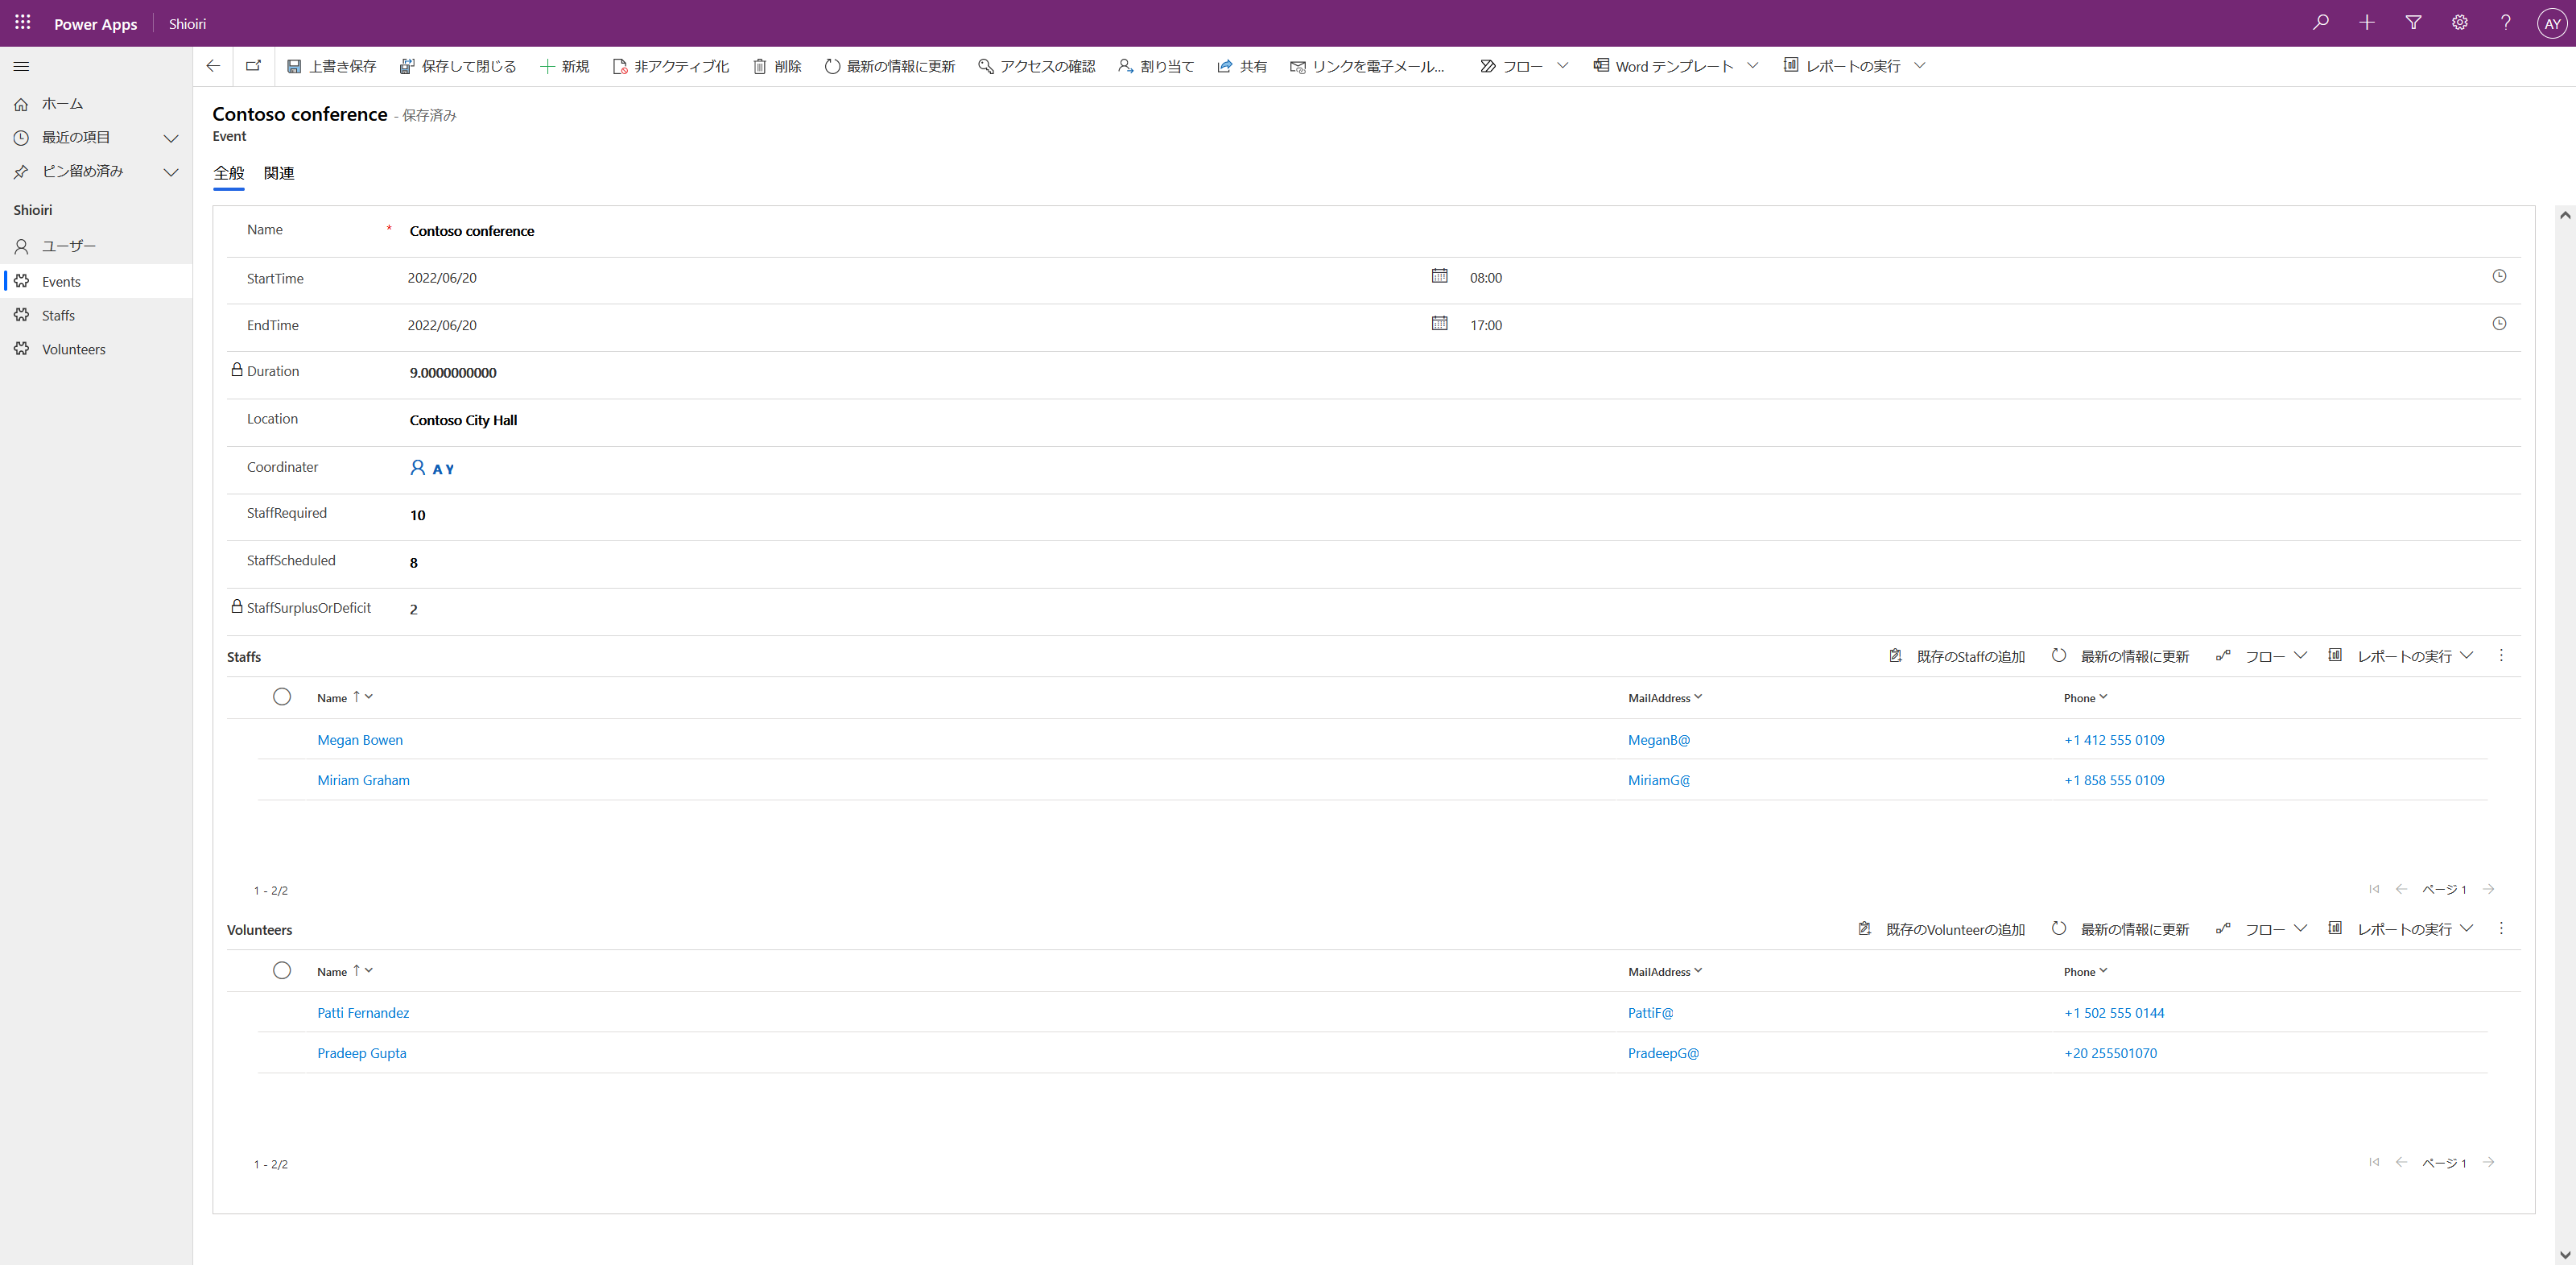 Power Apps Shioiri AY
上書き保存 保存して閉じる 新規 非アクティブ化 削除 最新の情報に更新 アクセスの確認 割り当て 共有 リンクを電子メール... フロー Word テンプレート レポートの実行
ホーム
最近の項目
ピン留め済み
Shioiri
ユーザー
Events
Staffs
Volunteers
Contoso conference - 保存済み
Event
全般 関連
Name * Contoso conference
StartTime 2022/06/20 08:00
EndTime 2022/06/20 17:00
Duration 9.0000000000
Location Contoso City Hall
Coordinater A Y
StaffRequired 10
StaffScheduled 8
StaffSurplusOrDeficit 2
Staffs 既存のStaffの追加 最新の情報に更新 フロー レポートの実行
Name ↑ MailAddress Phone
Megan Bowen MeganB@ +1 412 555 0109
Miriam Graham MiriamG@ +1 858 555 0109
1 - 2/2 ページ 1
Volunteers 既存のVolunteerの追加 最新の情報に更新 フロー レポートの実行
Name ↑ MailAddress Phone
Patti Fernandez PattiF@ +1 502 555 0144
Pradeep Gupta PradeepG@ +20 255501070
1 - 2/2 ページ 1